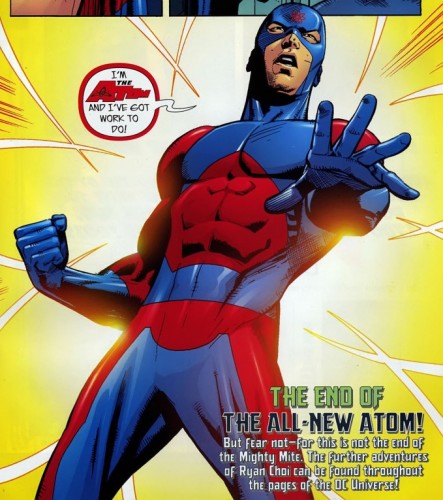 I'M
THE
ATOM
AND I'VE GOT
WORK TO
DO!
THE END OF
THE ALL-NEW ATOM!
But fear not—for this is not the end of
the Mighty Mite. The further adventures
of Ryan Choi can be found throughout
the pages of the DC Universe!